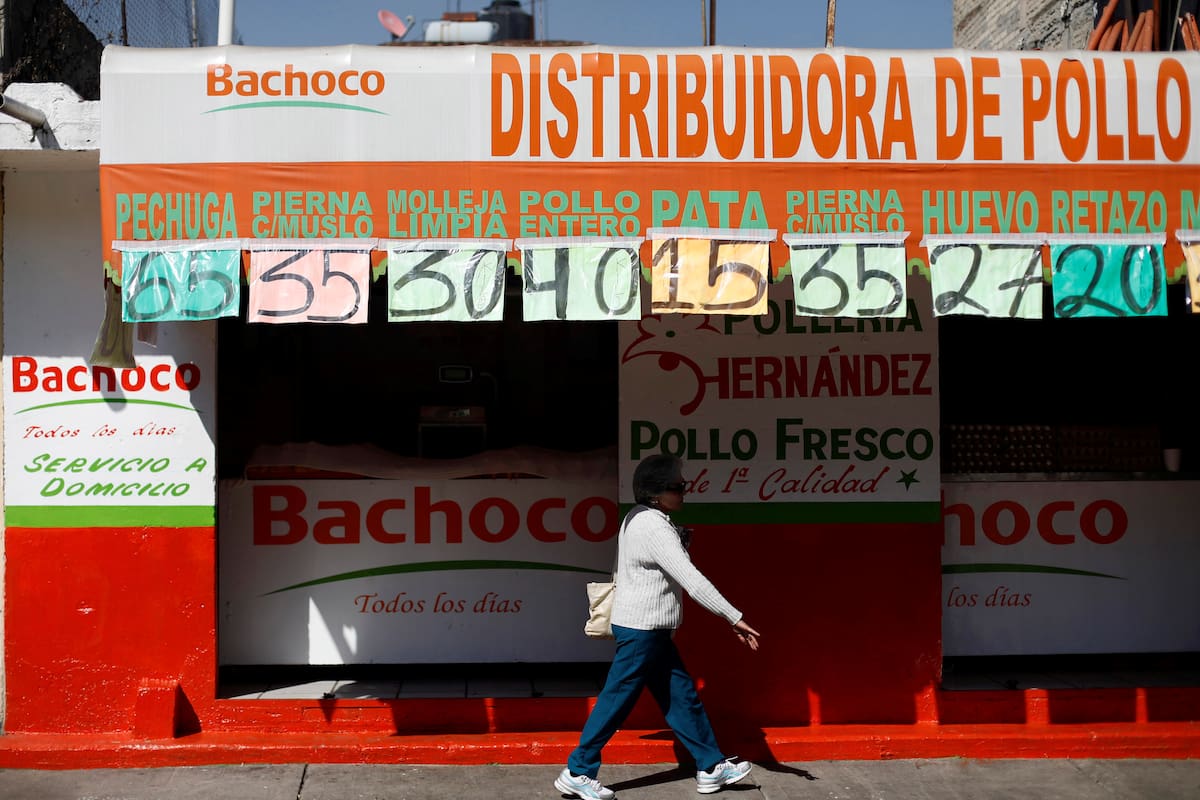 Bachoco
DISTRIBUIDORA DE POLLO
PECHUGA
65
PIERNA
C/MUSLO
35
MOLLEJA
LIMPIA
30
POLLO
ENTERO
40
PATA
15
PIERNA
C/MUSLO
35
HUEVO
27
RETAZO
20
M
Bachoco
Todos los días
SERVICIO A
DOMICILIO
Bachoco
Todos los días
POLLERIA
HERNÁNDEZ
POLLO FRESCO
de 1ª Calidad
hoco
los días